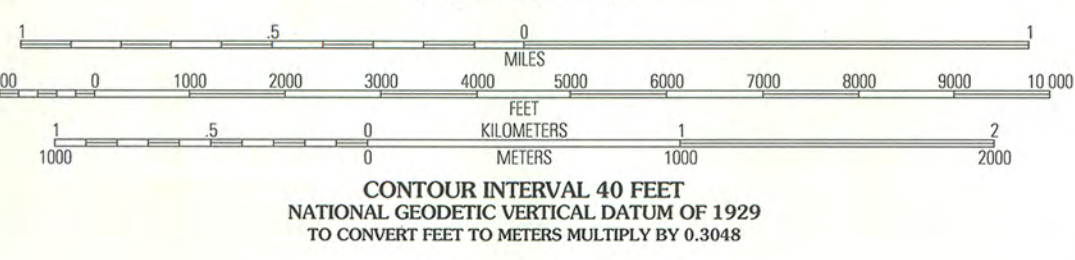 1 .5 0 1
MILES
00 0 1000 2000 3000 4000 5000 6000 7000 8000 9000 10 000
FEET
1 .5 0 KILOMETERS 1 2
1000 0 METERS 1000 2000
CONTOUR INTERVAL 40 FEET
NATIONAL GEODETIC VERTICAL DATUM OF 1929
TO CONVERT FEET TO METERS MULTIPLY BY 0.3048